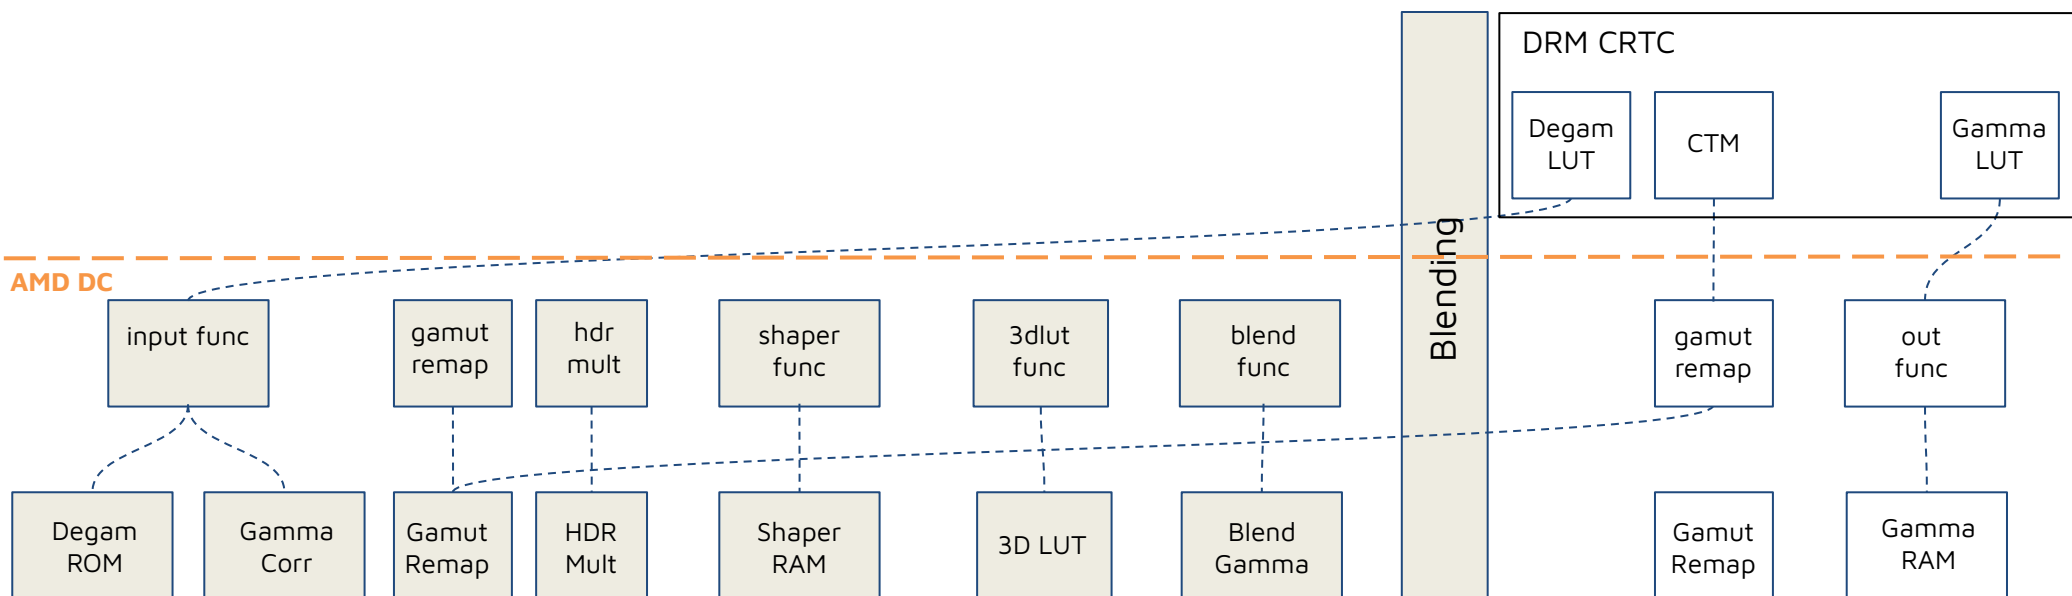 DRM CRTC
Degam
LUT
CTM
Gamma
LUT
AMD DC
input func
gamut
remap
hdr
mult
shaper
func
3dlut
func
blend
func
Blending
gamut
remap
out
func
Degam
ROM
Gamma
Corr
Gamut
Remap
HDR
Mult
Shaper
RAM
3D LUT
Blend
Gamma
Gamut
Remap
Gamma
RAM